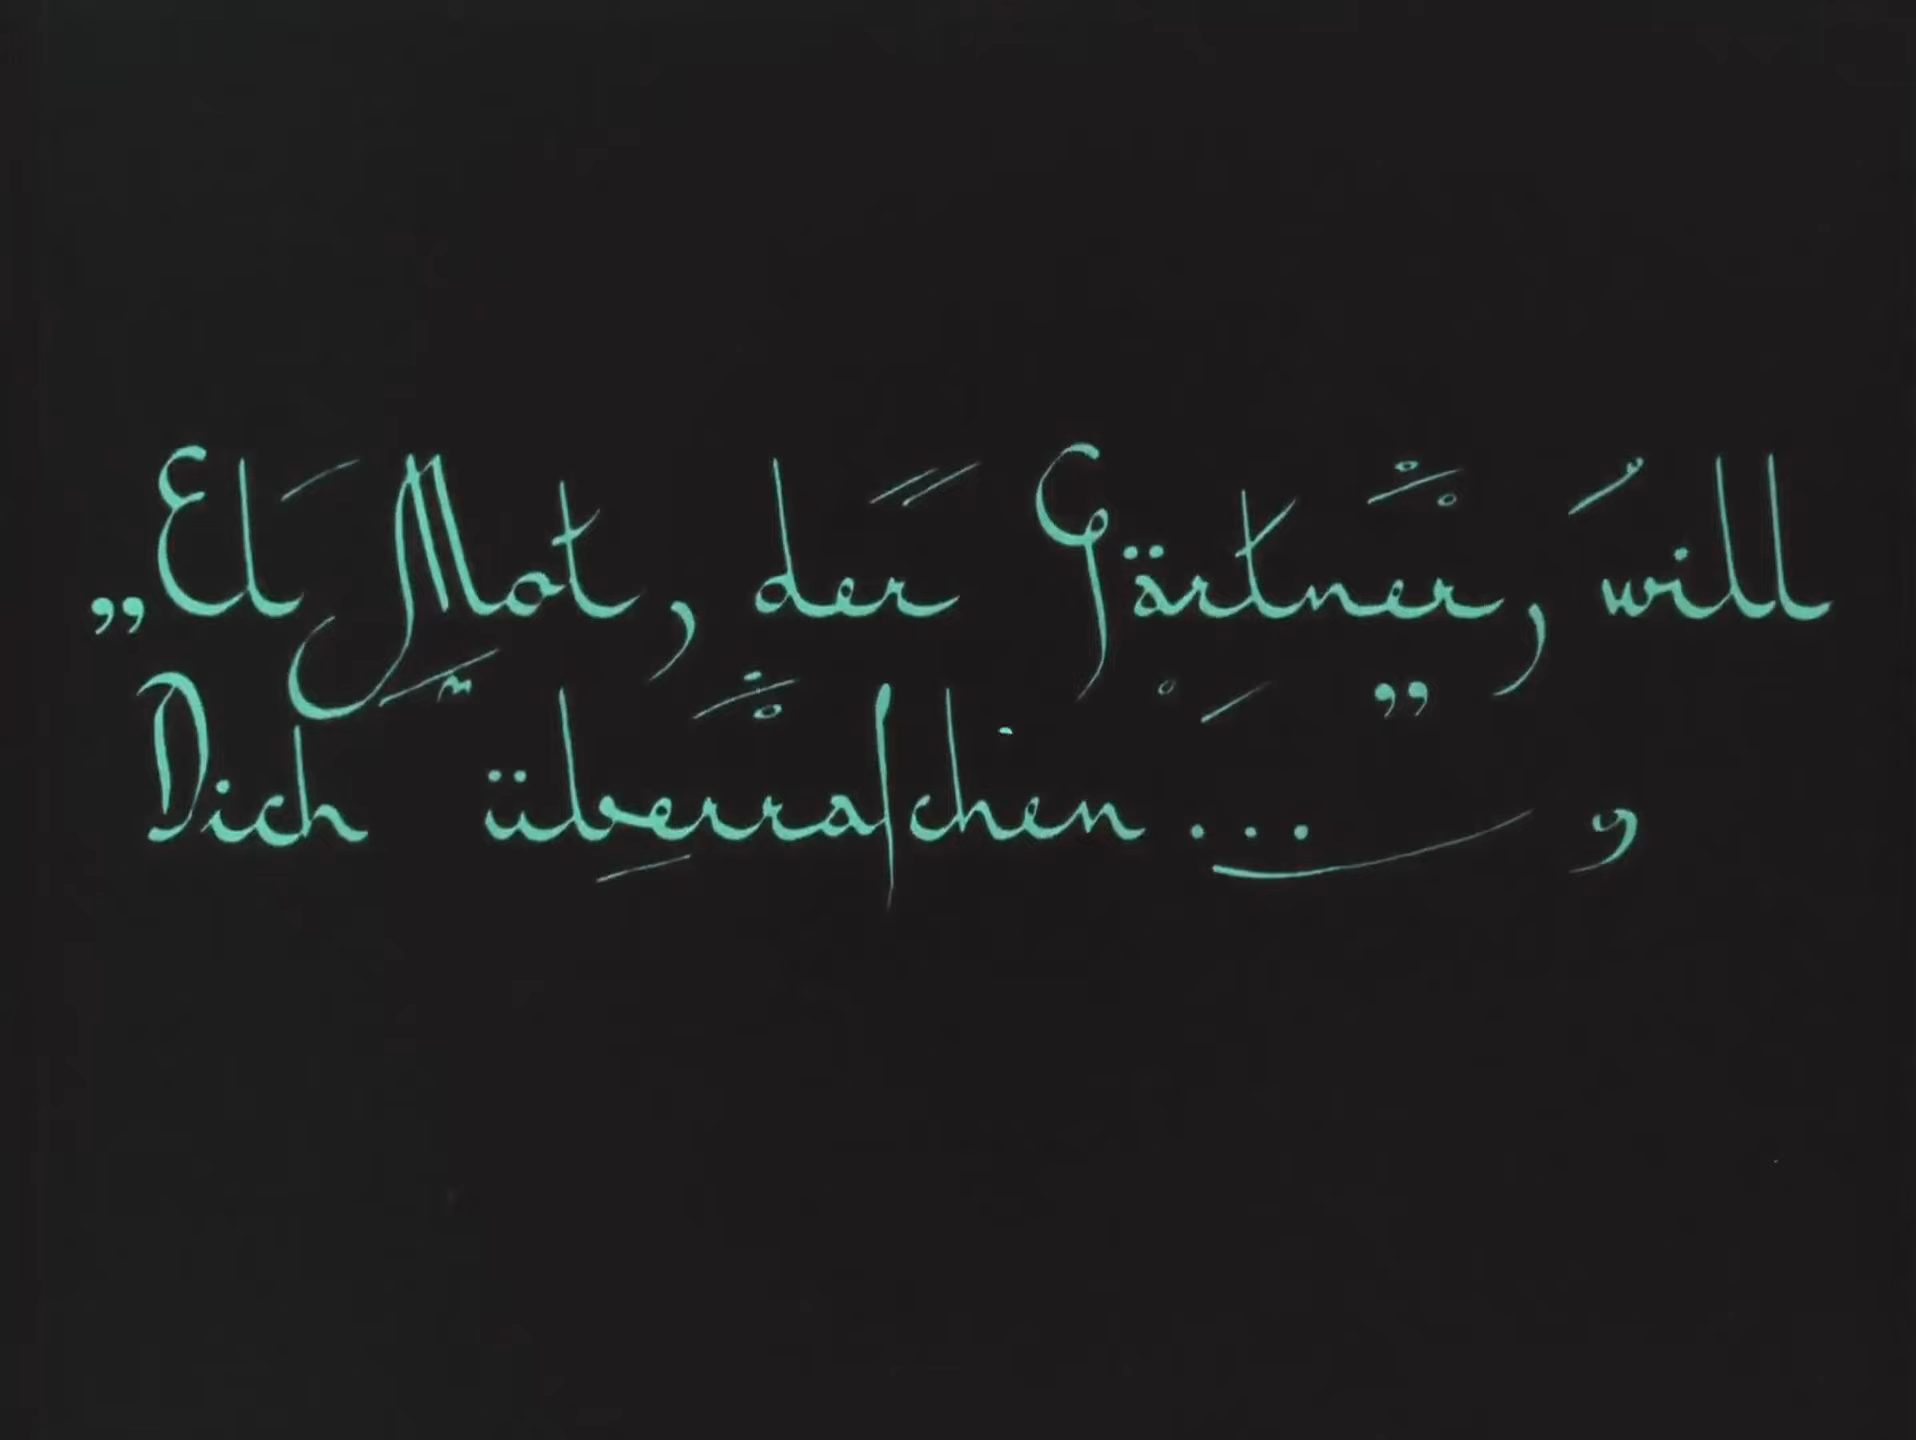 „El Mot, der Gärtner, will
Dich überraſchen..."